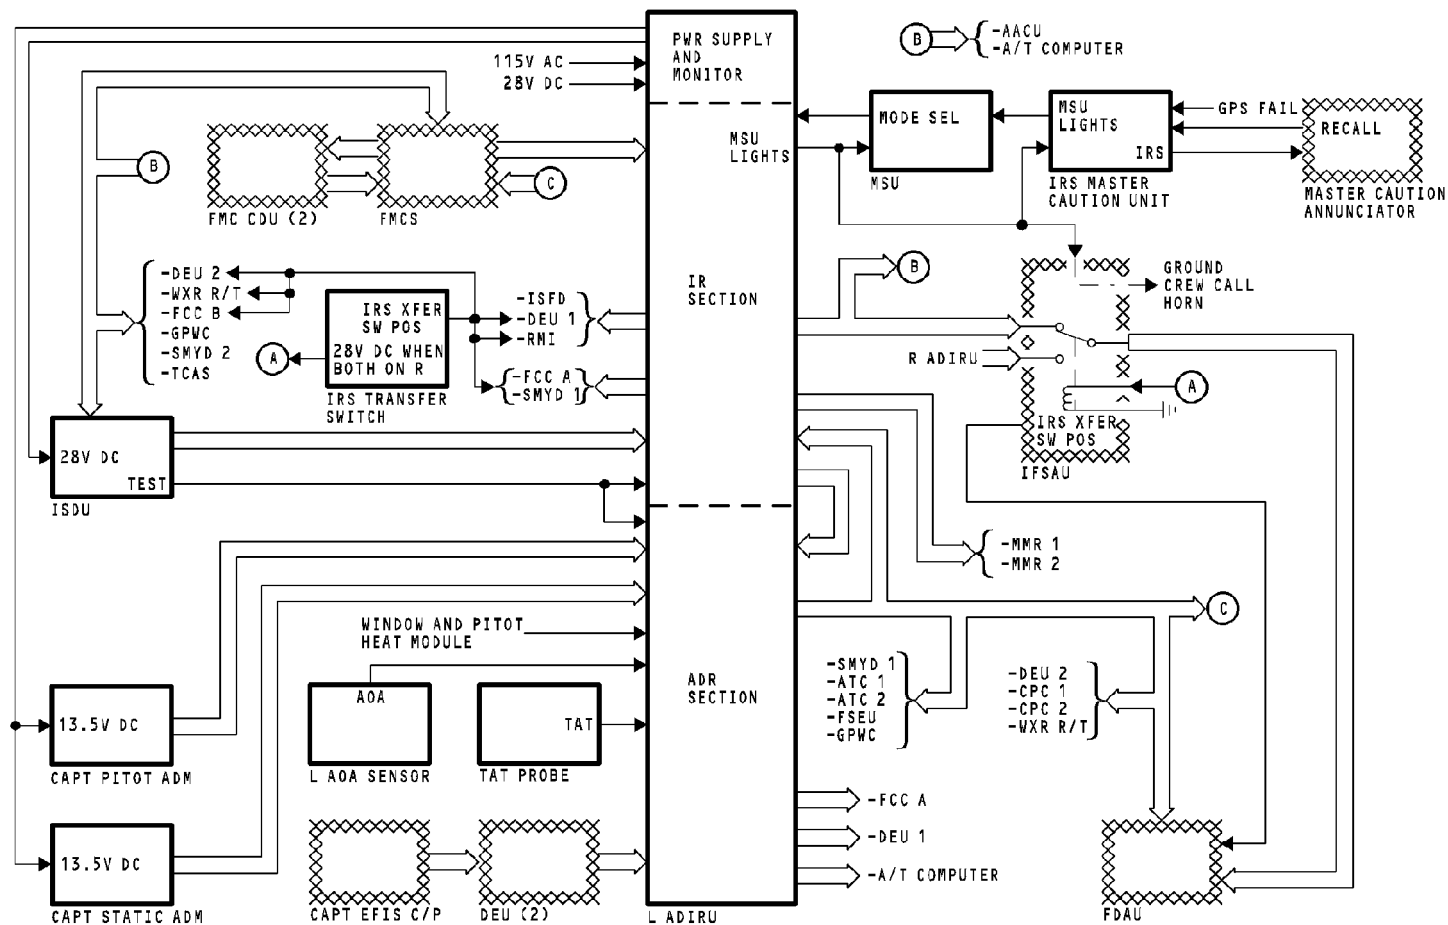 PWR SUPPLY
AND
MONITOR
115V AC
28V DC
B
-AACU
-A/T COMPUTER
MSU
LIGHTS
MODE SEL
MSU
MSU
LIGHTS
IRS
IRS MASTER
CAUTION UNIT
GPS FAIL
RECALL
MASTER CAUTION
ANNUNCIATOR
B
FMC CDU (2)
FMCS
C
-DEU 2
-WXR R/T
-FCC B
-GPWC
-SMYD 2
-TCAS
A
IRS XFER
SW POS
28V DC WHEN
BOTH ON R
IRS TRANSFER
SWITCH
-ISFD
-DEU 1
-RMI
-FCC A
-SMYD 1
IR
SECTION
B
GROUND
CREW CALL
HORN
R ADIRU
A
IRS XFER
SW POS
IFSAU
28V DC
TEST
ISDU
-MMR 1
-MMR 2
C
WINDOW AND PITOT
HEAT MODULE
ADR
SECTION
-SMYD 1
-ATC 1
-ATC 2
-FSEU
-GPWC
-DEU 2
-CPC 1
-CPC 2
-WXR R/T
13.5V DC
CAPT PITOT ADM
AOA
L AOA SENSOR
TAT
TAT PROBE
-FCC A
-DEU 1
-A/T COMPUTER
13.5V DC
CAPT STATIC ADM
CAPT EFIS C/P
DEU (2)
L ADIRU
FDAU